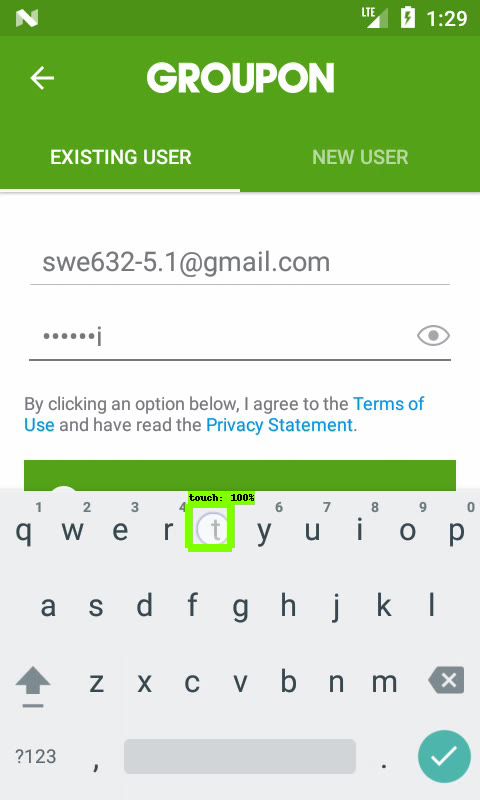 LTE 1:29
GROUPON
EXISTING USER NEW USER
swe632-5.1@gmail.com
••••••j
By clicking an option below, I agree to the Terms of
Use and have read the Privacy Statement.
touch: 100%
1 2 3 4 6 7 8 9 0
q w e r t y u i o p
a s d f g h j k l
z x c v b n m
?123 , .